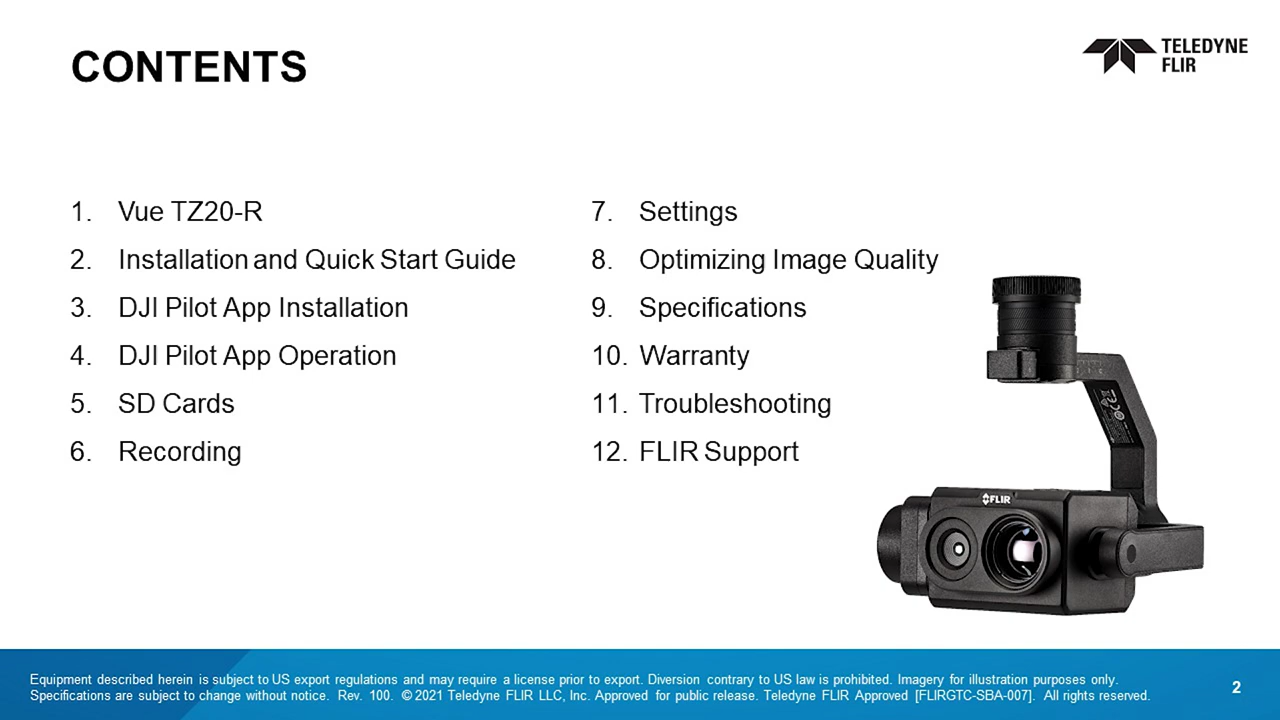 CONTENTS
TELEDYNE
FLIR
1. Vue TZ20-R
2. Installation and Quick Start Guide
3. DJI Pilot App Installation
4. DJI Pilot App Operation
5. SD Cards
6. Recording
7. Settings
8. Optimizing Image Quality
9. Specifications
10. Warranty
11. Troubleshooting
12. FLIR Support
FLIR
Equipment described herein is subject to US export regulations and may require a license prior to export. Diversion contrary to US law is prohibited. Imagery for illustration purposes only.
Specifications are subject to change without notice. Rev. 100. © 2021 Teledyne FLIR LLC, Inc. Approved for public release. Teledyne FLIR Approved [FLIRGTC-SBA-007]. All rights reserved.
2